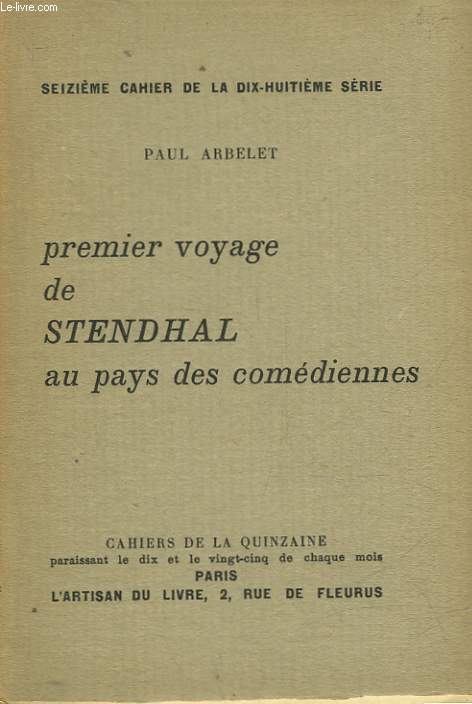 Le-livre.com
SEIZIÈME CAHIER DE LA DIX-HUITIÈME SÉRIE
PAUL ARBELET
premier voyage
de
STENDHAL
au pays des comédiennes
CAHIERS DE LA QUINZAINE
paraissant le dix et le vingt-cinq de chaque mois
PARIS
L'ARTISAN DU LIVRE, 2, RUE DE FLEURUS